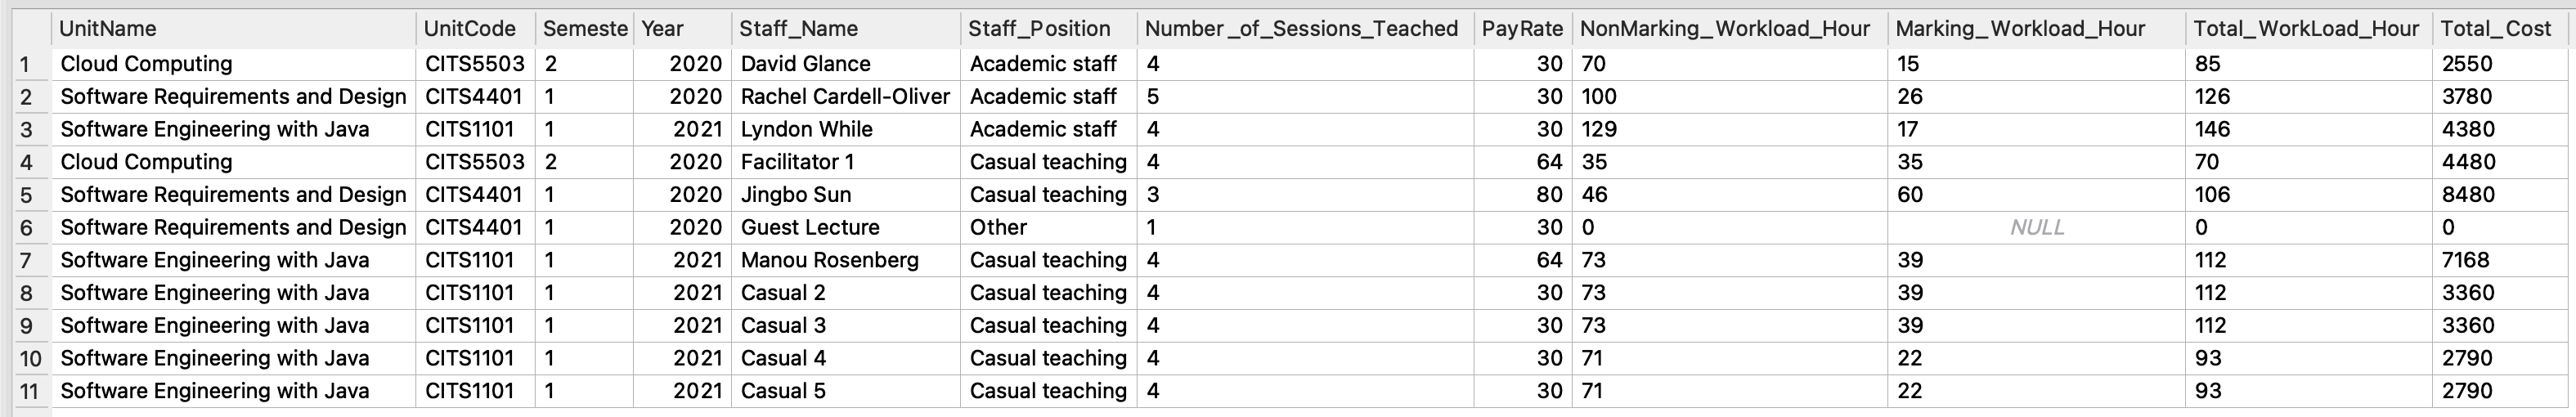 UnitName UnitCode Semeste Year Staff_Name Staff_Position Number_of_Sessions_Teached PayRate NonMarking_Workload_Hour Marking_Workload_Hour Total_WorkLoad_Hour Total_Cost
1 Cloud Computing CITS5503 2 2020 David Glance Academic staff 4 30 70 15 85 2550
2 Software Requirements and Design CITS4401 1 2020 Rachel Cardell-Oliver Academic staff 5 30 100 26 126 3780
3 Software Engineering with Java CITS1101 1 2021 Lyndon While Academic staff 4 30 129 17 146 4380
4 Cloud Computing CITS5503 2 2020 Facilitator 1 Casual teaching 4 64 35 35 70 4480
5 Software Requirements and Design CITS4401 1 2020 Jingbo Sun Casual teaching 3 80 46 60 106 8480
6 Software Requirements and Design CITS4401 1 2020 Guest Lecture Other 1 30 0 NULL 0 0
7 Software Engineering with Java CITS1101 1 2021 Manou Rosenberg Casual teaching 4 64 73 39 112 7168
8 Software Engineering with Java CITS1101 1 2021 Casual 2 Casual teaching 4 30 73 39 112 3360
9 Software Engineering with Java CITS1101 1 2021 Casual 3 Casual teaching 4 30 73 39 112 3360
10 Software Engineering with Java CITS1101 1 2021 Casual 4 Casual teaching 4 30 71 22 93 2790
11 Software Engineering with Java CITS1101 1 2021 Casual 5 Casual teaching 4 30 71 22 93 2790